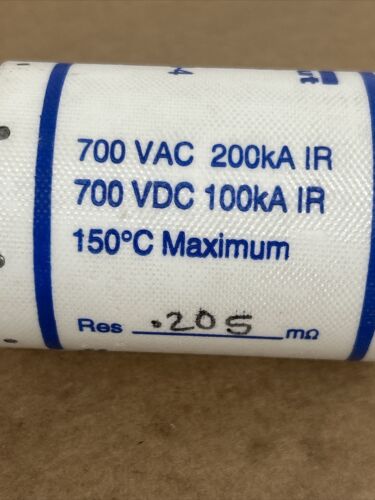 700 VAC 200kA IR
700 VDC 100kA IR
150°C Maximum
Res .205 mΩ